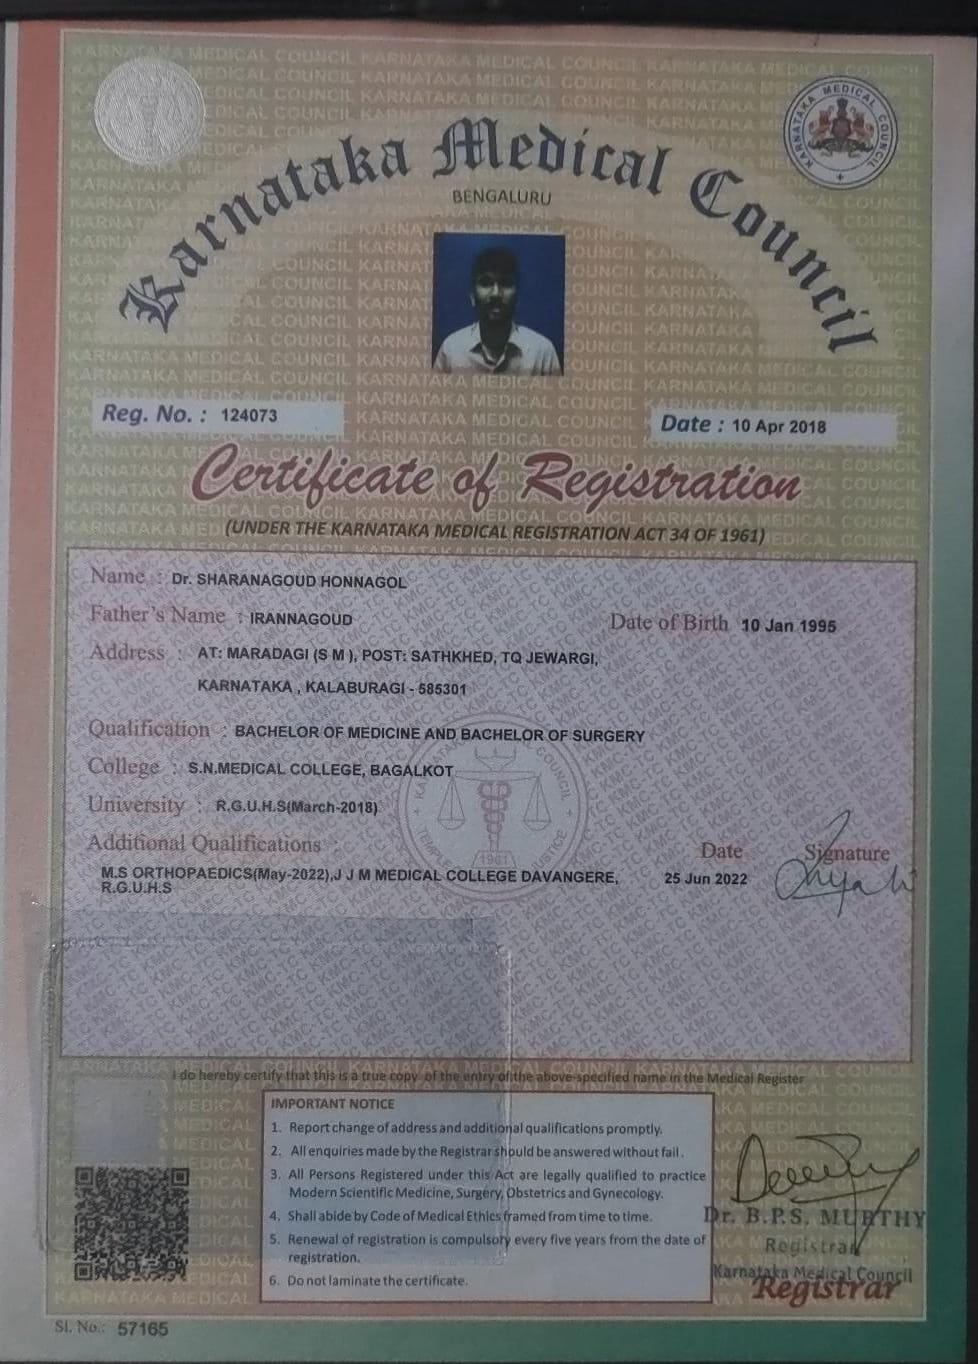 Karnataka Medical Council
BENGALURU
KARNATAKA MEDICAL COUNCIL
Reg. No. : 124073
Date : 10 Apr 2018
Certificate of Registration
(UNDER THE KARNATAKA MEDICAL REGISTRATION ACT 34 OF 1961)
Name : Dr. SHARANAGOUD HONNAGOL
Father's Name : IRANNAGOUD
Date of Birth 10 Jan 1995
Address : AT: MARADAGI (S M ), POST: SATHKHED, TQ JEWARGI,
KARNATAKA , KALABURAGI - 585301
Qualification : BACHELOR OF MEDICINE AND BACHELOR OF SURGERY
College : S.N.MEDICAL COLLEGE, BAGALKOT
University : R.G.U.H.S(March-2018)
Additional Qualifications :
Date
Signature
M.S ORTHOPAEDICS(May-2022),J J M MEDICAL COLLEGE DAVANGERE,
R.G.U.H.S
25 Jun 2022
I do hereby certify that this is a true copy of the entry of the above-specified name in the Medical Register
IMPORTANT NOTICE
1. Report change of address and additional qualifications promptly.
2. All enquiries made by the Registrar should be answered without fail.
3. All Persons Registered under this Act are legally qualified to practice
Modern Scientific Medicine, Surgery, Obstetrics and Gynecology.
4. Shall abide by Code of Medical Ethics framed from time to time.
5. Renewal of registration is compulsory every five years from the date of
registration.
6. Do not laminate the certificate.
Dr. B.P.S. MURTHY
Registrar
Karnataka Medical Council
Registrar
Sl. No.: 57165